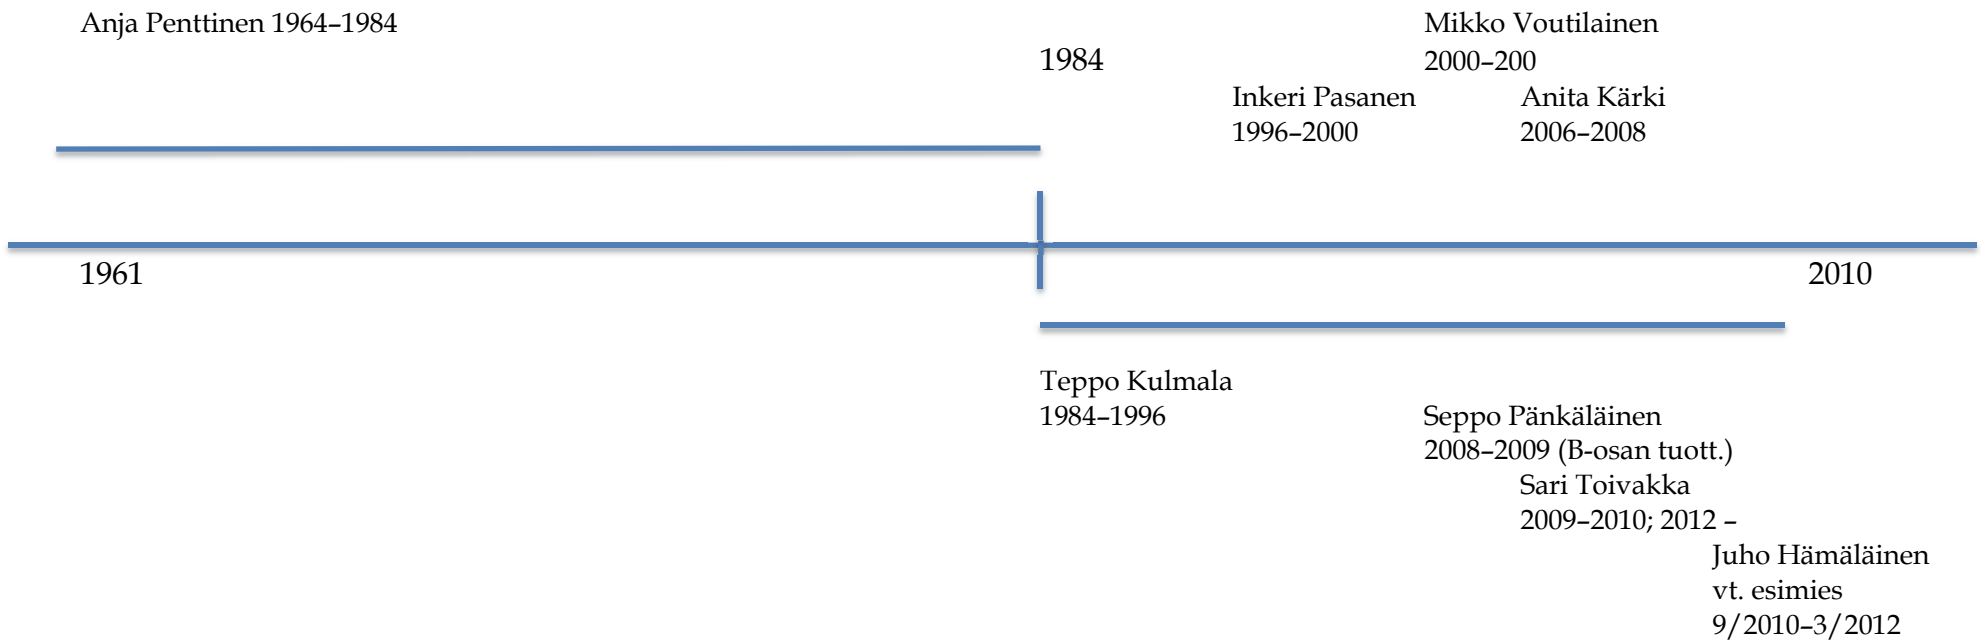 Anja Penttinen 1964–1984
Mikko Voutilainen
1984
2000–200
Inkeri Pasanen
Anita Kärki
1996–2000
2006–2008
1961
2010
Teppo Kulmala
1984–1996
Seppo Pänkäläinen
2008–2009 (B-osan tuott.)
Sari Toivakka
2009–2010; 2012 –
Juho Hämäläinen
vt. esimies
9/2010–3/2012